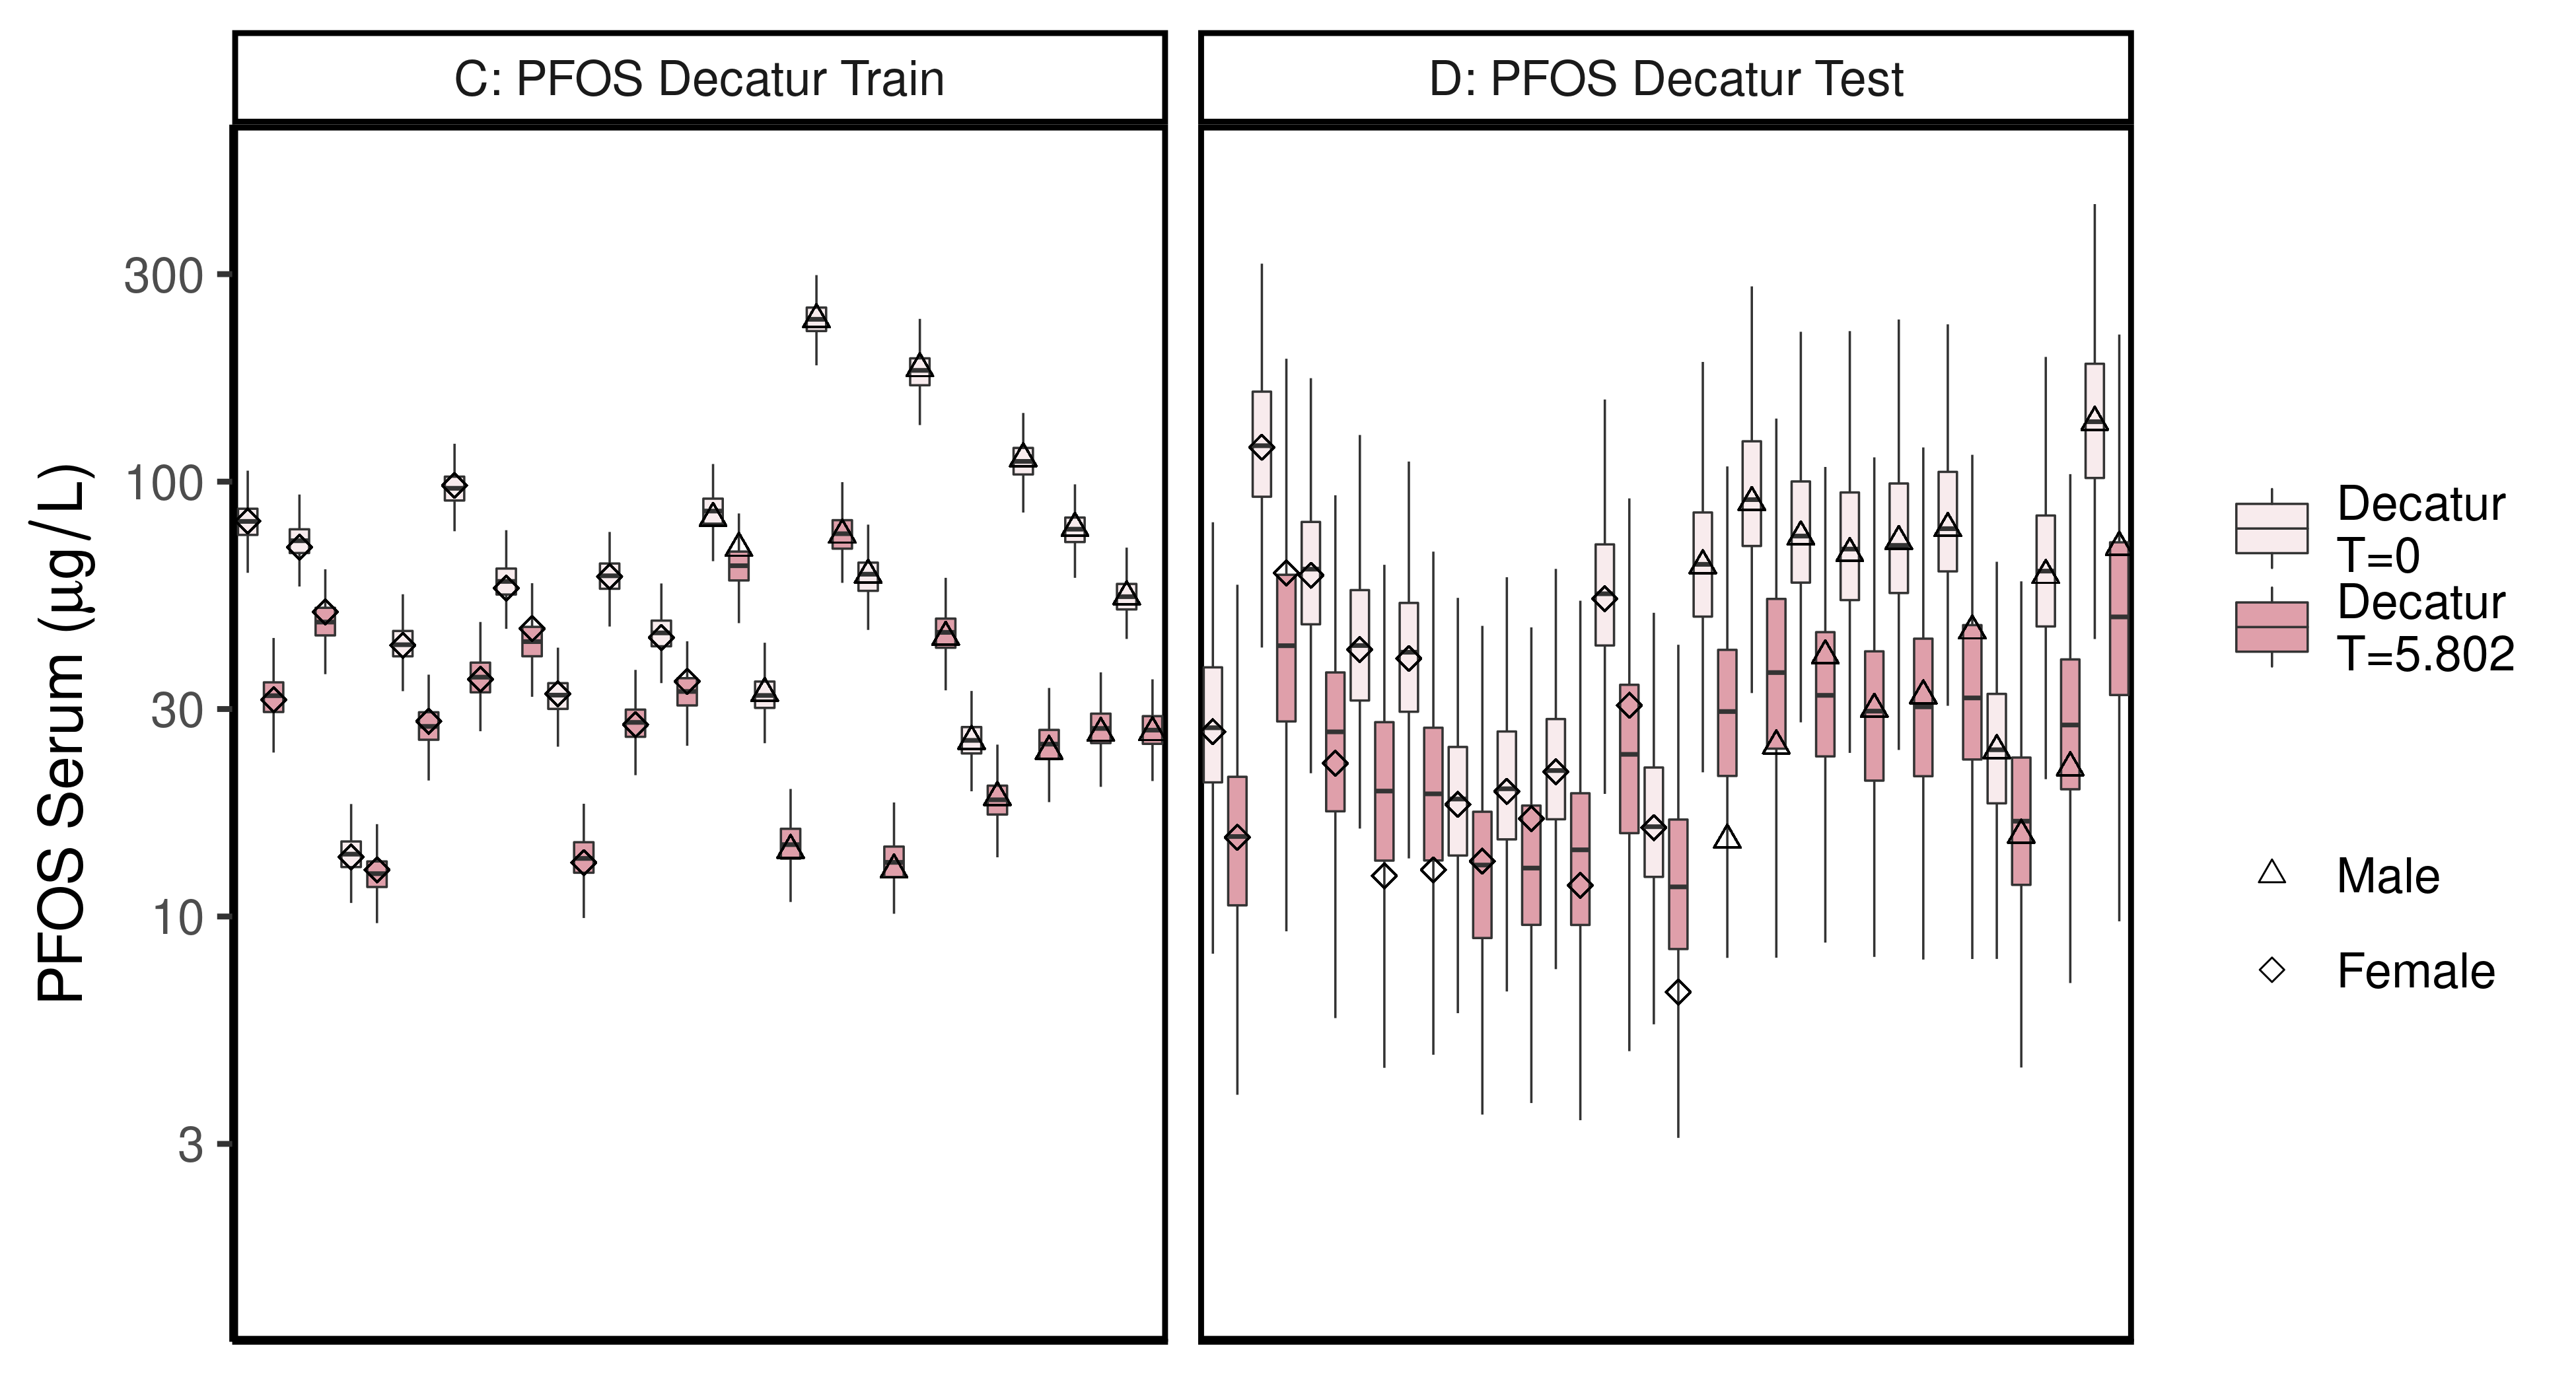 C: PFOS Decatur Train
D: PFOS Decatur Test
PFOS Serum (μg/L)
300
100
30
10
3
Decatur
T=0
Decatur
T=5.802
Male
Female